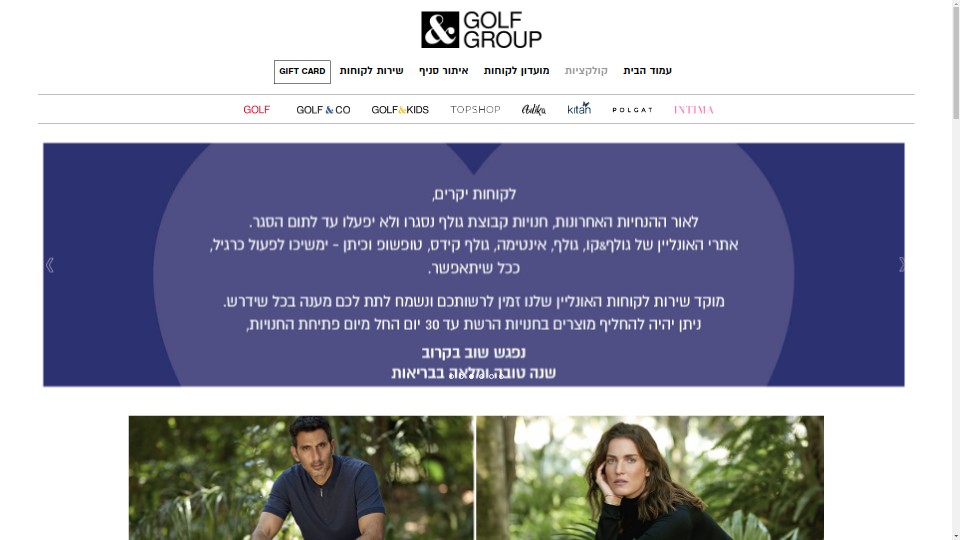 & GOLF
GROUP
עמוד הבית קולקציות מועדון לקוחות איתור סניף שירות לקוחות GIFT CARD
GOLF GOLF & CO GOLF&KIDS TOPSHOP Adika kitan POLGAT INTIMA
לקוחות יקרים,
לאור ההנחיות האחרונות, חנויות קבוצת גולף נסגרו ולא יפעלו עד לתום הסגר.
אתרי האונליין של גולף&קו, גולף, אינטימה, גולף קידס, טופשופ וכיתן - ימשיכו לפעול כרגיל,
ככל שיתאפשר.
מוקד שירות לקוחות האונליין שלנו זמין לרשותכם ונשמח לתת לכם מענה בכל שידרש.
ניתן יהיה להחליף מוצרים בחנויות הרשת עד 30 יום החל מיום פתיחת החנויות,
נפגש שוב בקרוב
שנה טובה ומלאה בבריאות